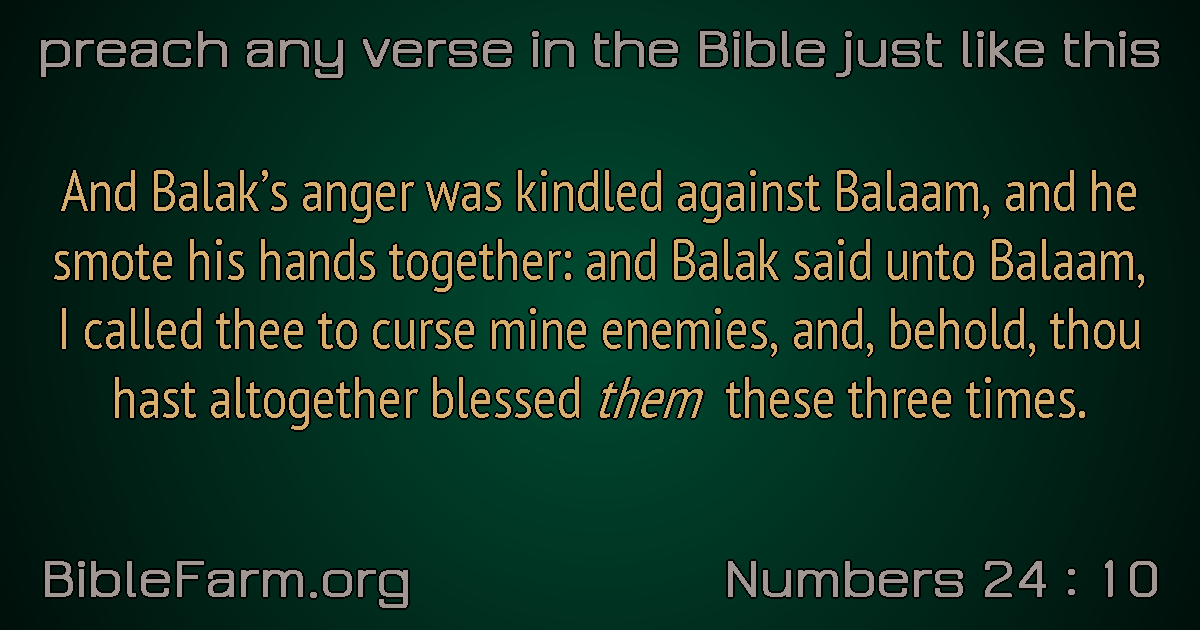 preach any verse in the Bible just like this
And Balak’s anger was kindled against Balaam, and he
smote his hands together: and Balak said unto Balaam,
I called thee to curse mine enemies, and, behold, thou
hast altogether blessed them these three times.
BibleFarm.org
Numbers 24 : 10